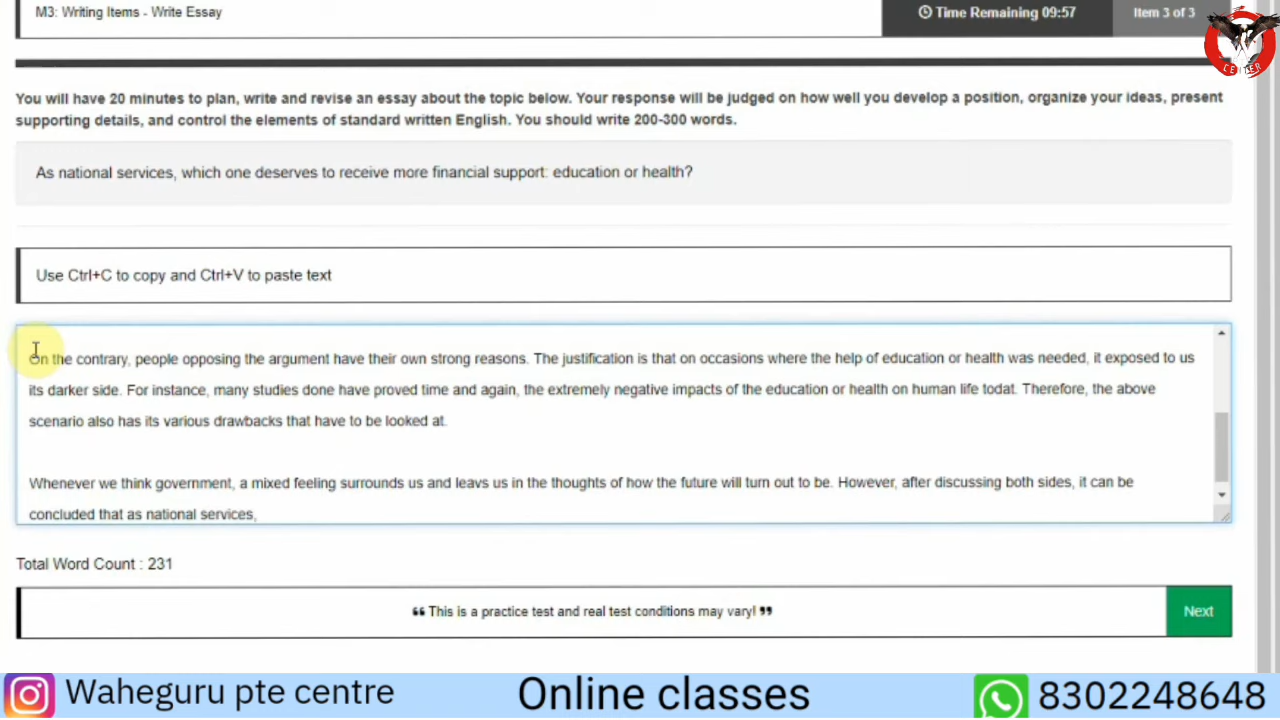 M3: Writing Items - Write Essay
Time Remaining 09:57
Item 3 of 3
CENTER
You will have 20 minutes to plan, write and revise an essay about the topic below. Your response will be judged on how well you develop a position, organize your ideas, present
supporting details, and control the elements of standard written English. You should write 200-300 words.
As national services, which one deserves to receive more financial support: education or health?
Use Ctrl+C to copy and Ctrl+V to paste text
On the contrary, people opposing the argument have their own strong reasons. The justification is that on occasions where the help of education or health was needed, it exposed to us
its darker side. For instance, many studies done have proved time and again, the extremely negative impacts of the education or health on human life todat. Therefore, the above
scenario also has its various drawbacks that have to be looked at.
Whenever we think government, a mixed feeling surrounds us and leavs us in the thoughts of how the future will turn out to be. However, after discussing both sides, it can be
concluded that as national services,
Total Word Count : 231
❝ This is a practice test and real test conditions may vary! ❞
Next
Waheguru pte centre
Online classes
8302248648